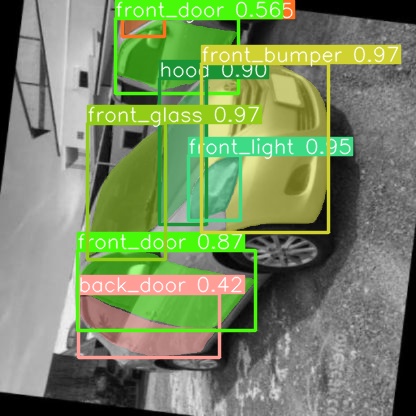 front_door 0.565
front_bumper 0.97
hood 0.90
front_glass 0.97
front_light 0.95
front_door 0.87
back_door 0.42